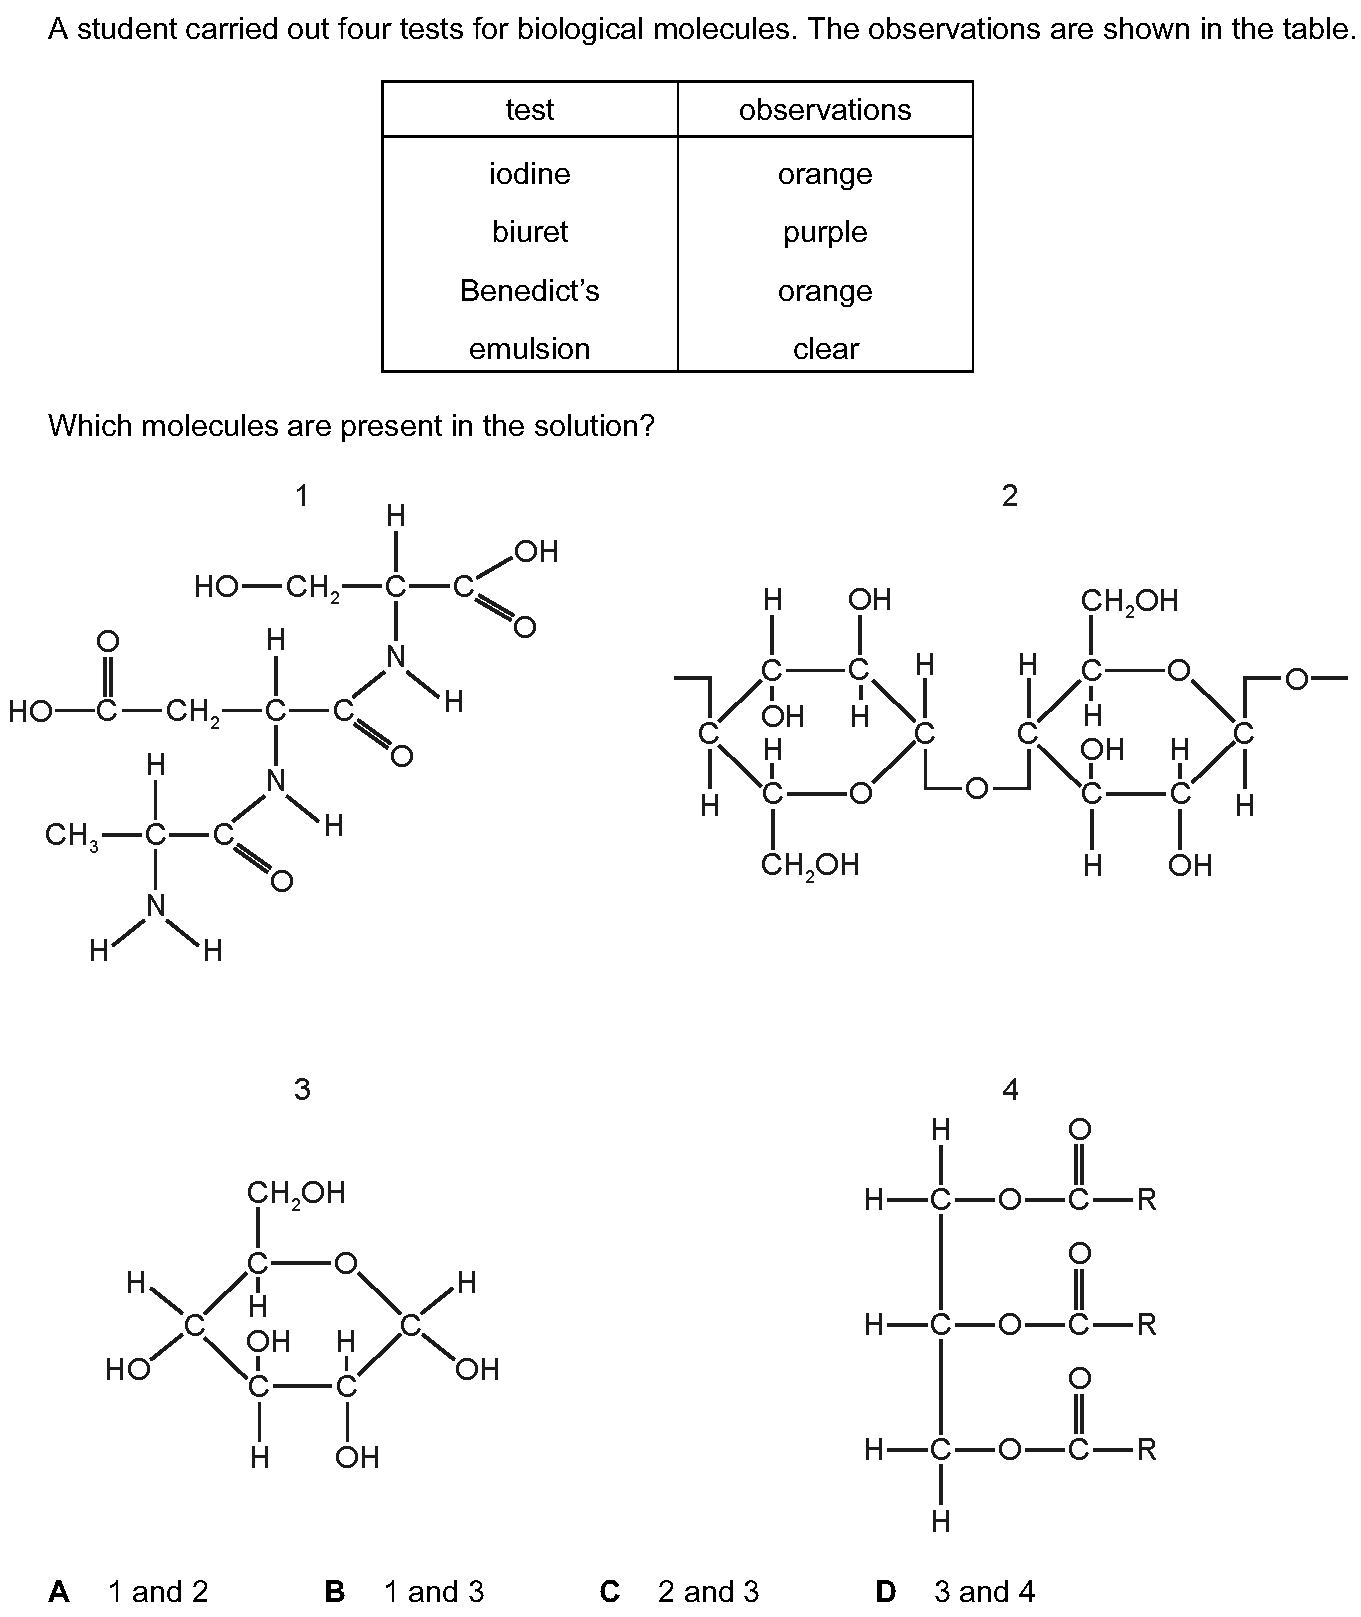 A student carried out four tests for biological molecules. The observations are shown in the table.
test observations
iodine orange
biuret purple
Benedict's orange
emulsion clear
Which molecules are present in the solution?
1
H
OH
HO CH2 C C
O
O H N
H
HO C CH2 C C
O
H N
H
CH3 C C
O
N
H H
2
H OH CH2OH
H H
C C C O O
OH H H
C C C C
H OH H
H C O O C C H
CH2OH H OH
3
CH2OH
H C O H
H
C OH H C
HO C C OH
H OH
4
H O
H C O C R
O
H C O C R
O
H C O C R
H
A 1 and 2 B 1 and 3 C 2 and 3 D 3 and 4